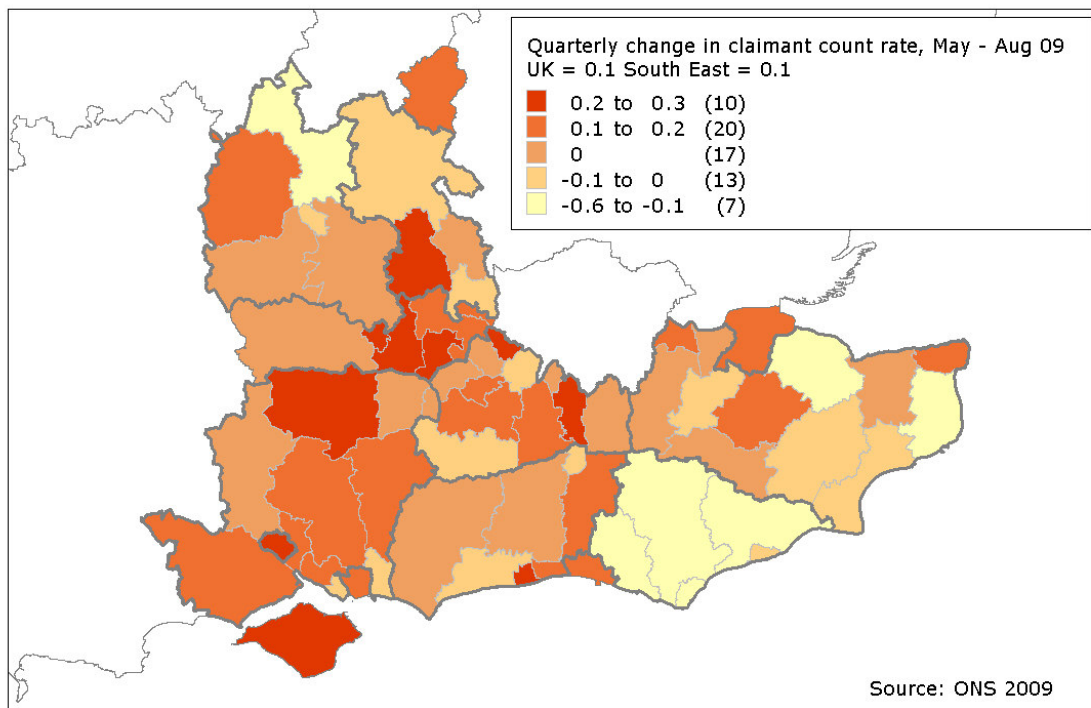 Quarterly change in claimant count rate, May - Aug 09
UK = 0.1 South East = 0.1
0.2 to 0.3 (10)
0.1 to 0.2 (20)
0 (17)
-0.1 to 0 (13)
-0.6 to -0.1 (7)
Source: ONS 2009